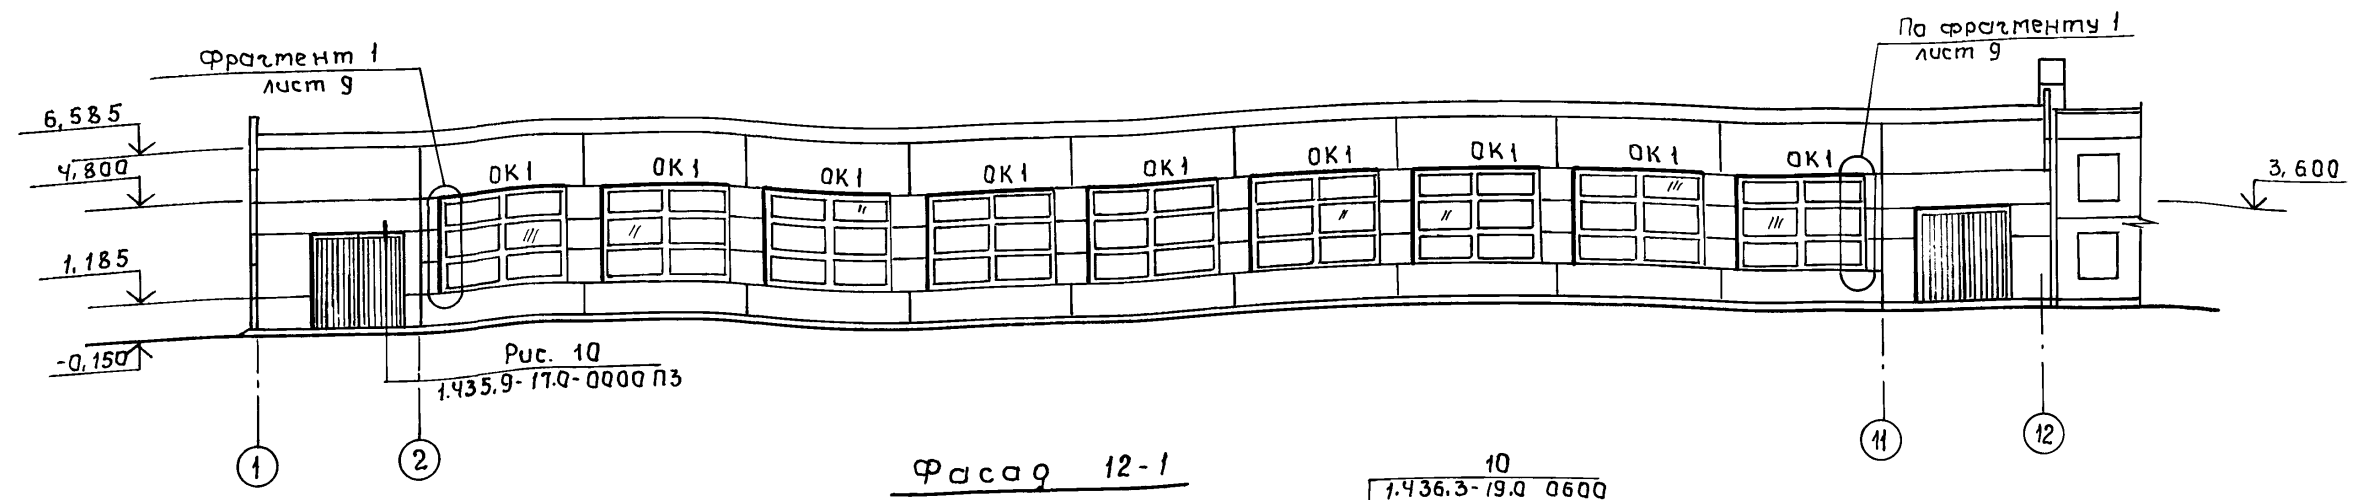 По фрагменту 1
лист 9
Фрагмент 1
лист 9
6,585
4,800
3,600
1,185
-0,150
ОК1 ОК1 ОК1 ОК1 ОК1 ОК1 ОК1 ОК1 ОК1
Рис. 10
1.435.9-17.0-0000 ПЗ
1 2 11 12
Фасад 12-1
10
1.436.3-19.0 0600